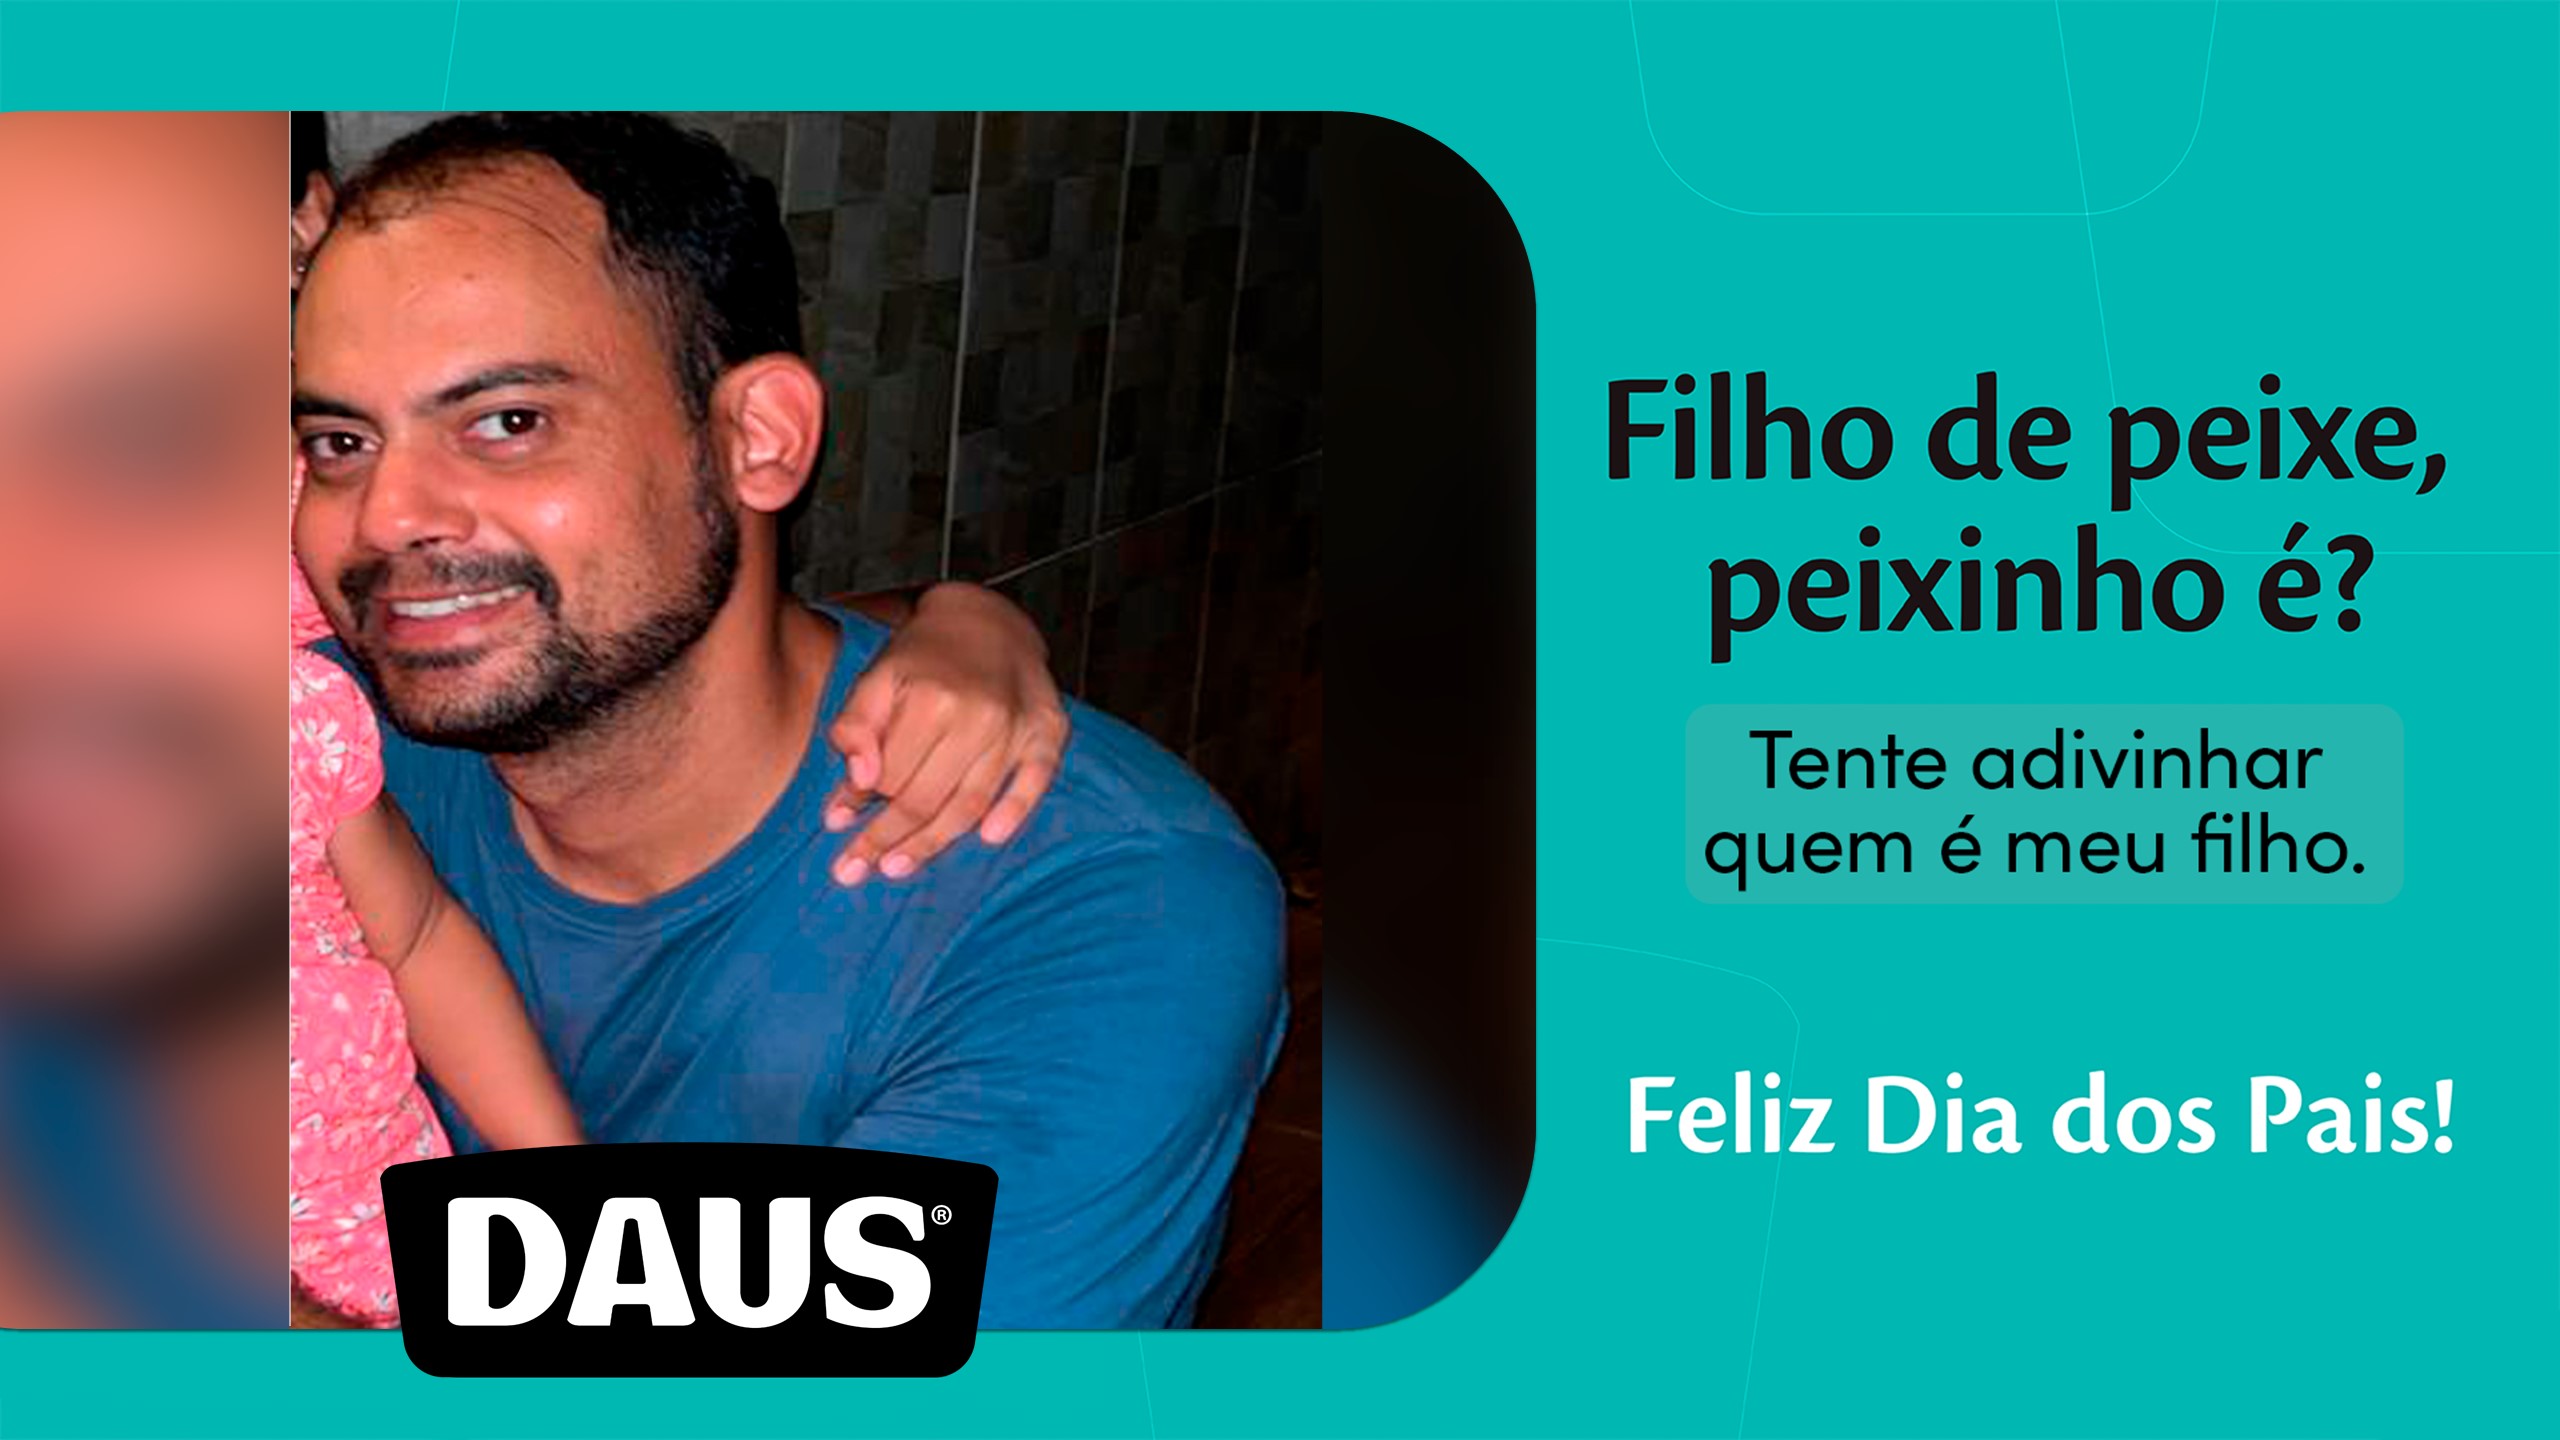 Filho de peixe,
peixinho é?
Tente adivinhar
quem é meu filho.
Feliz Dia dos Pais!
DAUS®